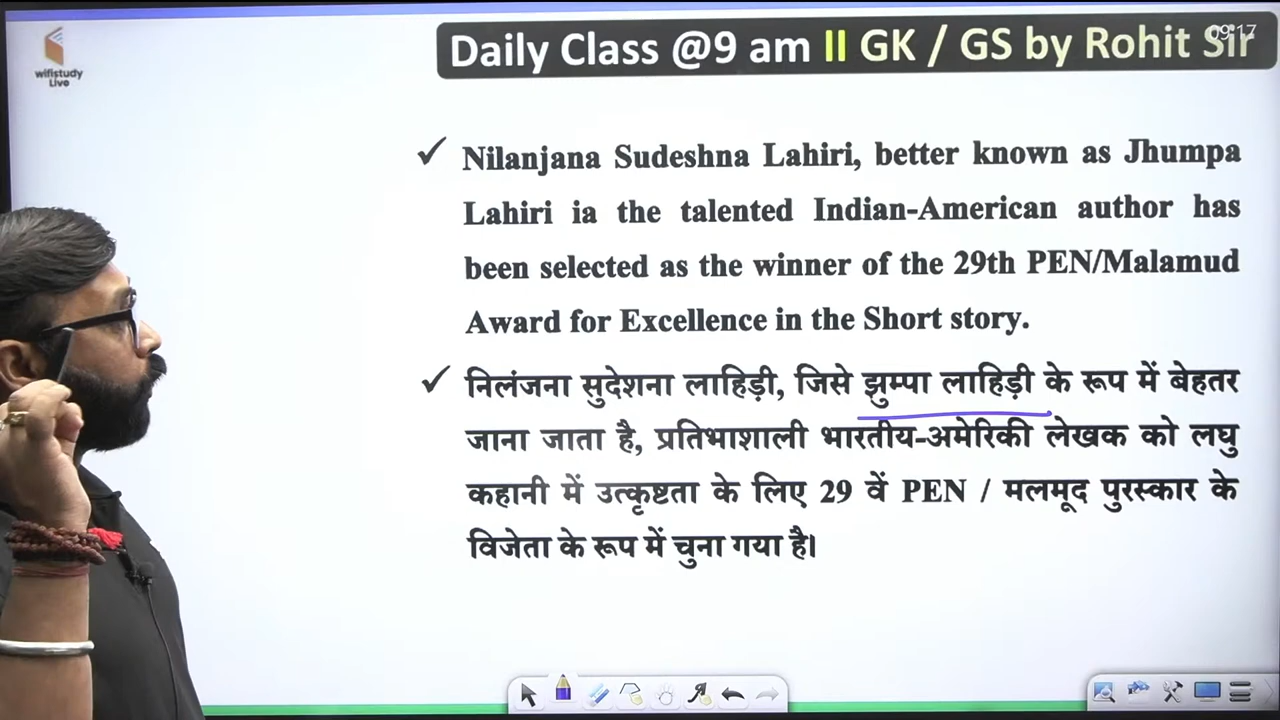 wifistudy
Live
Daily Class @9 am II GK / GS by Rohit Sir
09:17
Nilanjana Sudeshna Lahiri, better known as Jhumpa
Lahiri ia the talented Indian-American author has
been selected as the winner of the 29th PEN/Malamud
Award for Excellence in the Short story.
निलंजना सुदेशना लाहिड़ी, जिसे झुम्पा लाहिड़ी के रूप में बेहतर
जाना जाता है, प्रतिभाशाली भारतीय-अमेरिकी लेखक को लघु
कहानी में उत्कृष्टता के लिए 29 वें PEN / मलमूद पुरस्कार के
विजेता के रूप में चुना गया है।